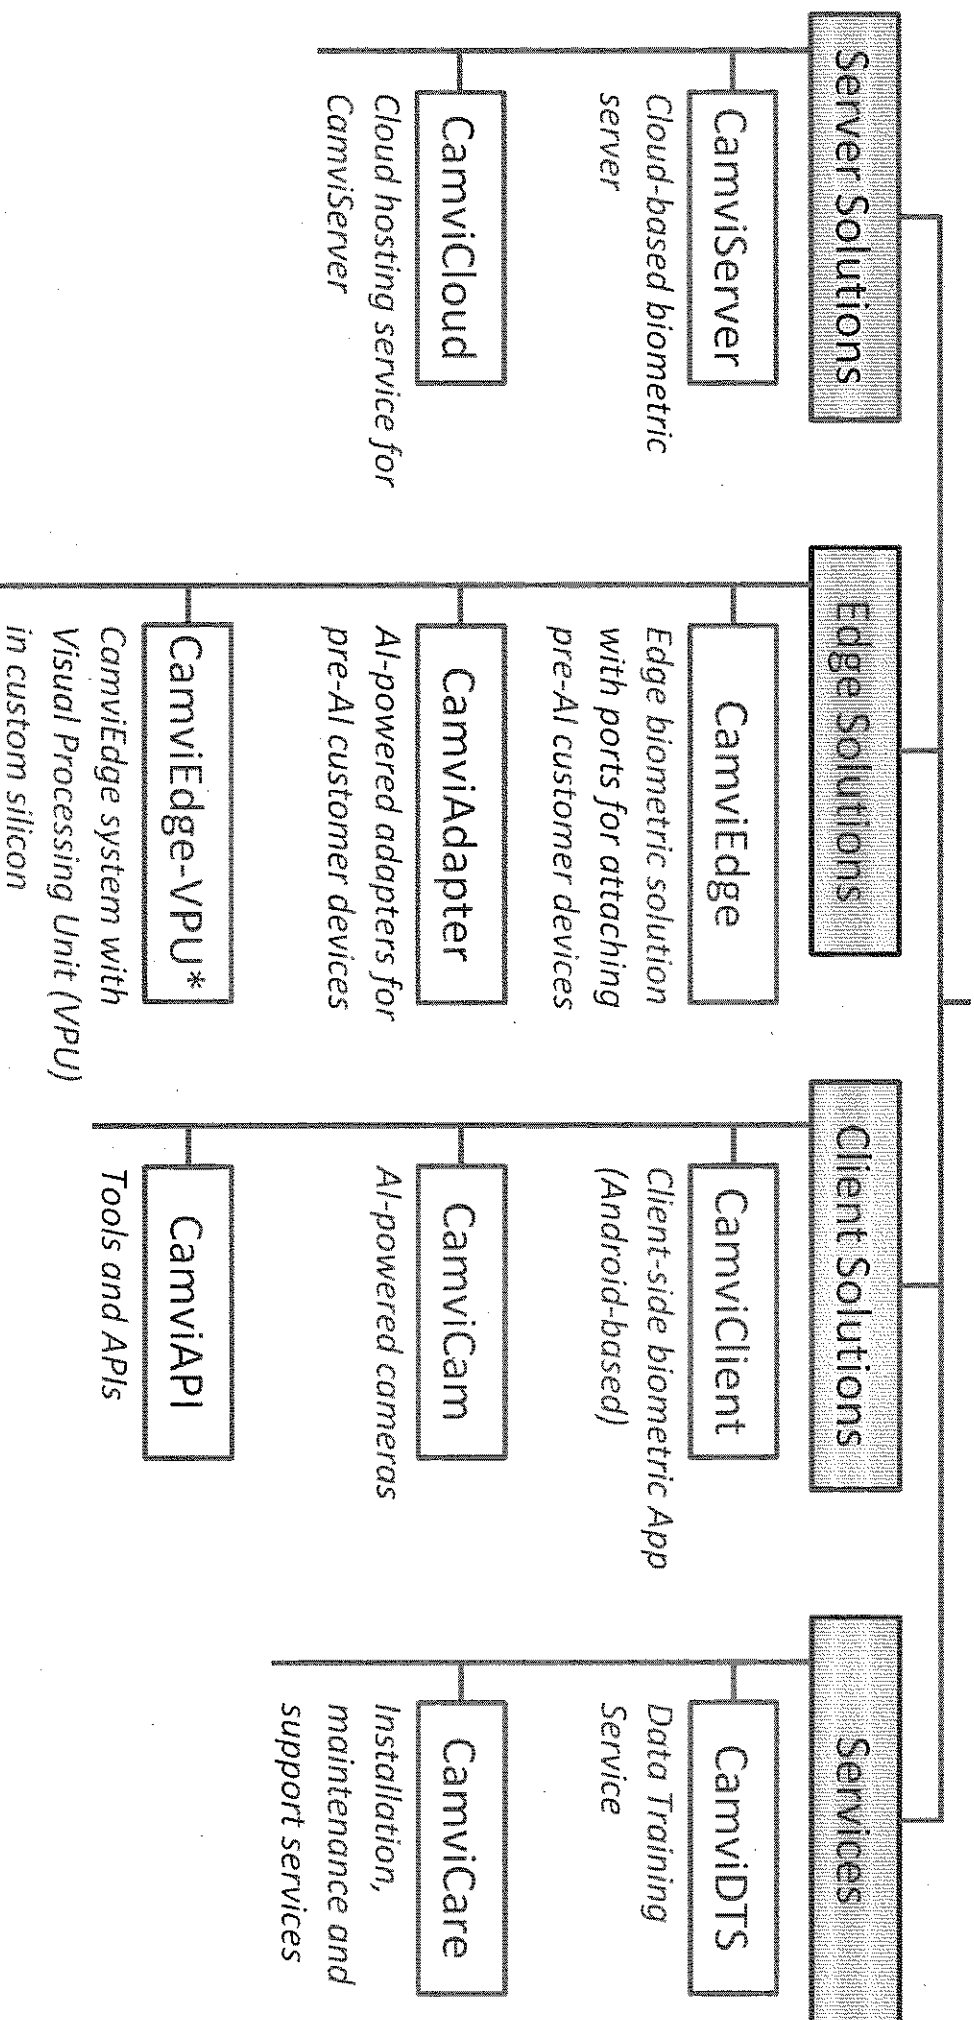 Server Solutions
CamviServer
Cloud-based biometric
server
CamviCloud
Cloud hosting service for
CamviServer
Edge Solutions
CamviEdge
Edge biometric solution
with ports for attaching
pre-AI customer devices
CamviAdapter
AI-powered adapters for
pre-AI customer devices
CamviEdge-VPU*
CamviEdge system with
Visual Processing Unit (VPU)
in custom silicon
Client Solutions
CamviClient
Client-side biometric App
(Android-based)
CamviCam
AI-powered cameras
CamviAPI
Tools and APIs
Services
CamviDTS
Data Training
Service
CamviCare
Installation,
maintenance and
support services